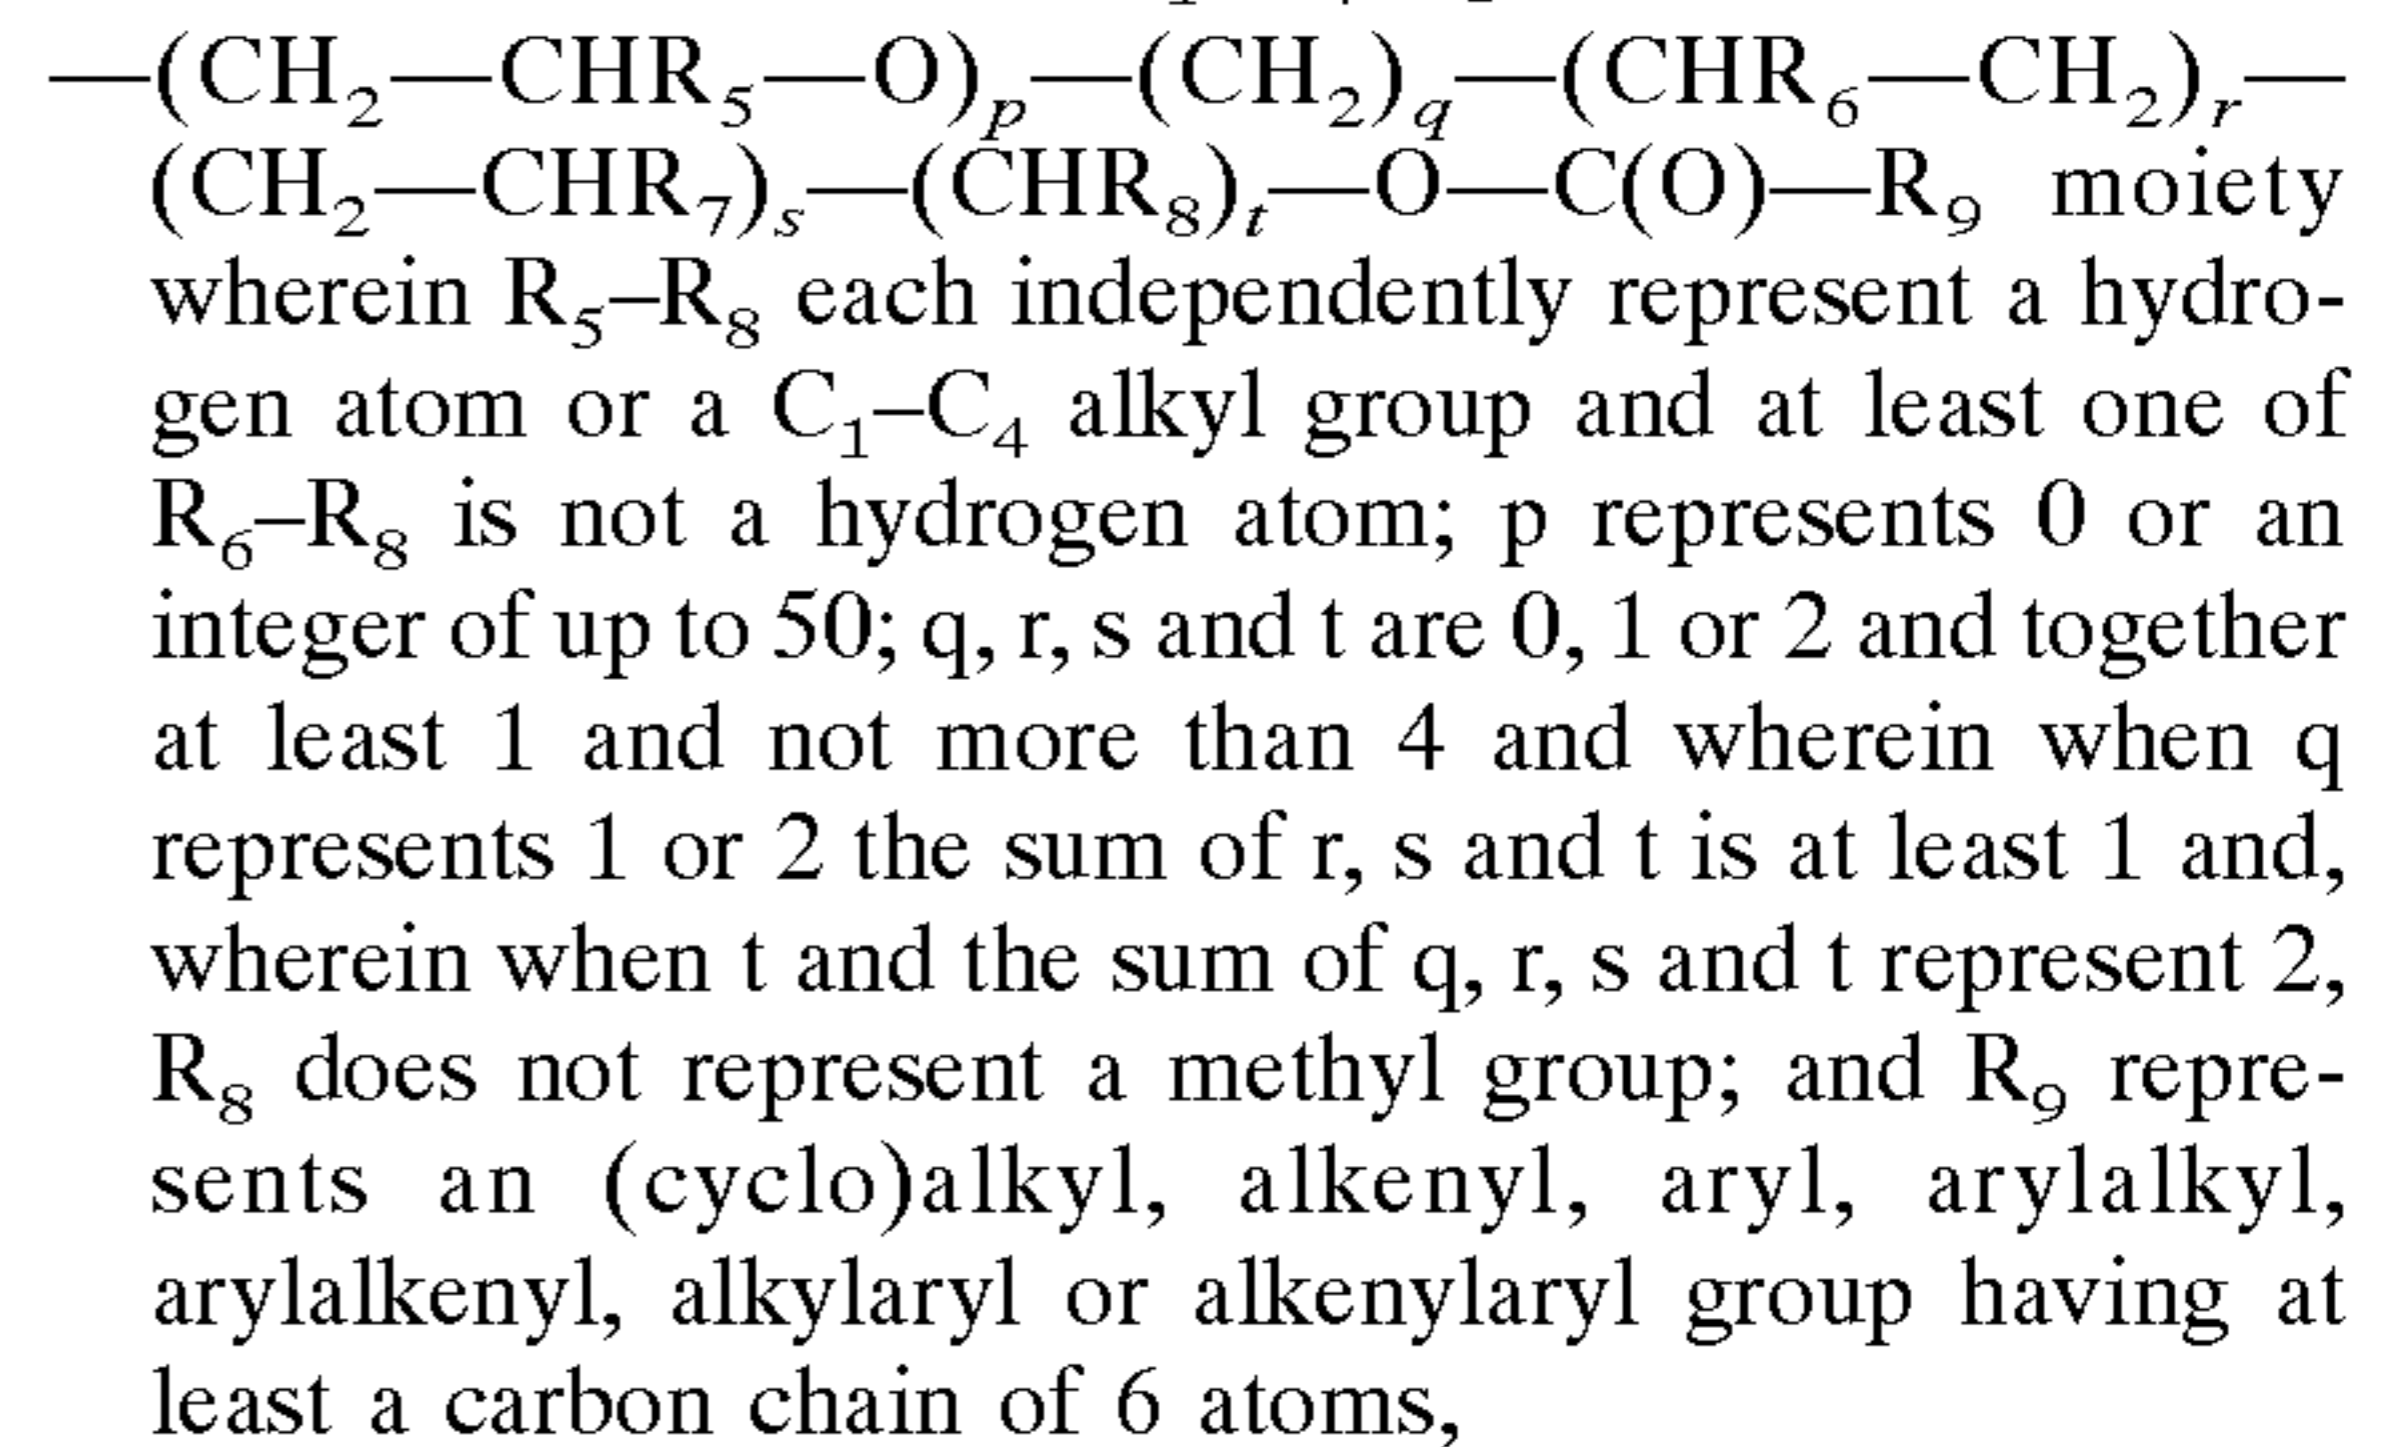 —(CH₂—CHR₅—O)ₚ—(CH₂)q—(CHR₆—CH₂)ᵣ—
(CH₂—CHR₇)ₛ—(CHR₈)ₜ—O—C(O)—R₉ moiety
wherein R₅–R₈ each independently represent a hydro-
gen atom or a C₁–C₄ alkyl group and at least one of
R₆–R₈ is not a hydrogen atom; p represents 0 or an
integer of up to 50; q, r, s and t are 0, 1 or 2 and together
at least 1 and not more than 4 and wherein when q
represents 1 or 2 the sum of r, s and t is at least 1 and,
wherein when t and the sum of q, r, s and t represent 2,
R₈ does not represent a methyl group; and R₉ repre-
sents an (cyclo)alkyl, alkenyl, aryl, arylalkyl,
arylalkenyl, alkylaryl or alkenylaryl group having at
least a carbon chain of 6 atoms,